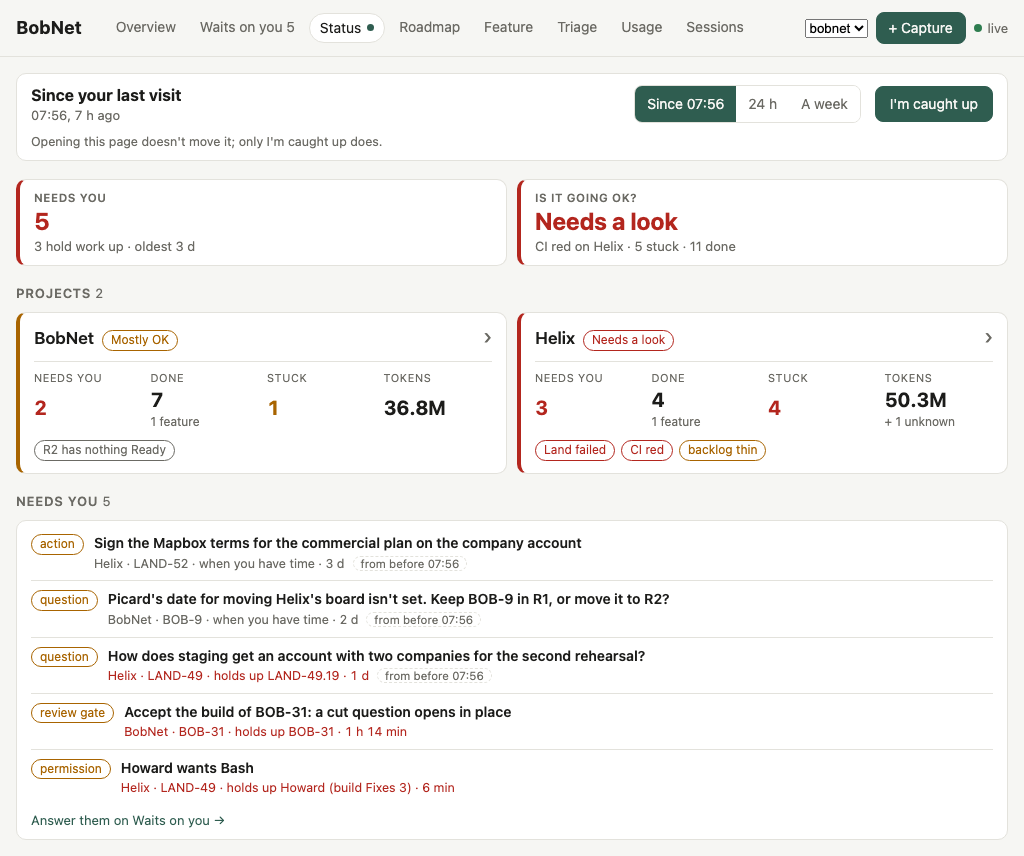 BobNet Overview Waits on you 5 Status Roadmap Feature Triage Usage Sessions bobnet + Capture live
Since your last visit
07:56, 7 h ago
Opening this page doesn't move it; only I'm caught up does.
Since 07:56 24 h A week I'm caught up
NEEDS YOU
5
3 hold work up · oldest 3 d
IS IT GOING OK?
Needs a look
CI red on Helix · 5 stuck · 11 done
PROJECTS 2
BobNet Mostly OK ›
NEEDS YOU DONE STUCK TOKENS
2 7 1 36.8M
1 feature
R2 has nothing Ready
Helix Needs a look ›
NEEDS YOU DONE STUCK TOKENS
3 4 4 50.3M
1 feature + 1 unknown
Land failed CI red backlog thin
NEEDS YOU 5
action Sign the Mapbox terms for the commercial plan on the company account
Helix · LAND-52 · when you have time · 3 d from before 07:56
question Picard's date for moving Helix's board isn't set. Keep BOB-9 in R1, or move it to R2?
BobNet · BOB-9 · when you have time · 2 d from before 07:56
question How does staging get an account with two companies for the second rehearsal?
Helix · LAND-49 · holds up LAND-49.19 · 1 d from before 07:56
review gate Accept the build of BOB-31: a cut question opens in place
BobNet · BOB-31 · holds up BOB-31 · 1 h 14 min
permission Howard wants Bash
Helix · LAND-49 · holds up Howard (build Fixes 3) · 6 min
Answer them on Waits on you →